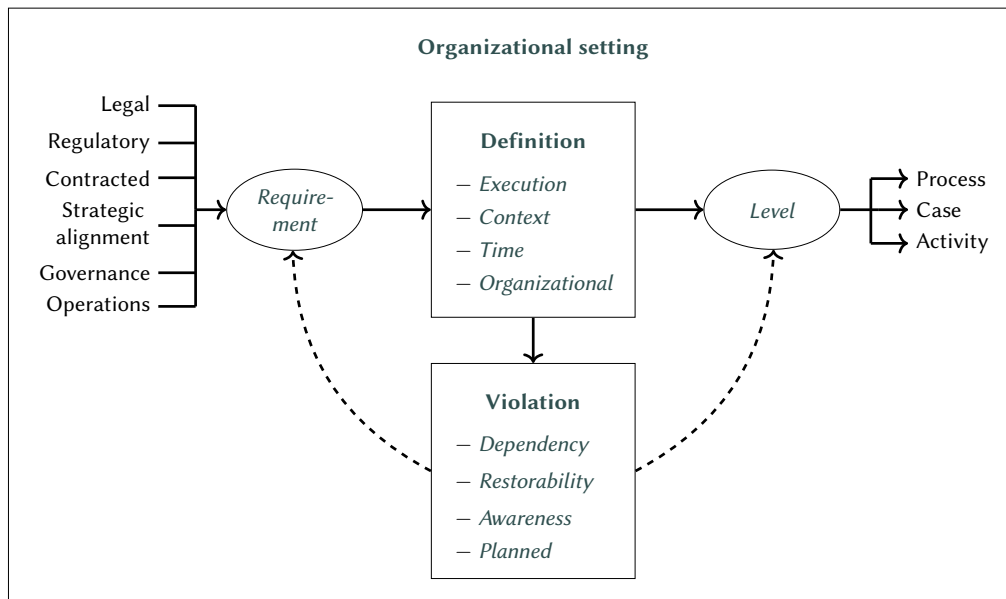 Organizational setting
Legal
Regulatory
Contracted
Strategic
alignment
Governance
Operations
Require-
ment
Definition
– Execution
– Context
– Time
– Organizational
Level
Process
Case
Activity
Violation
– Dependency
– Restorability
– Awareness
– Planned